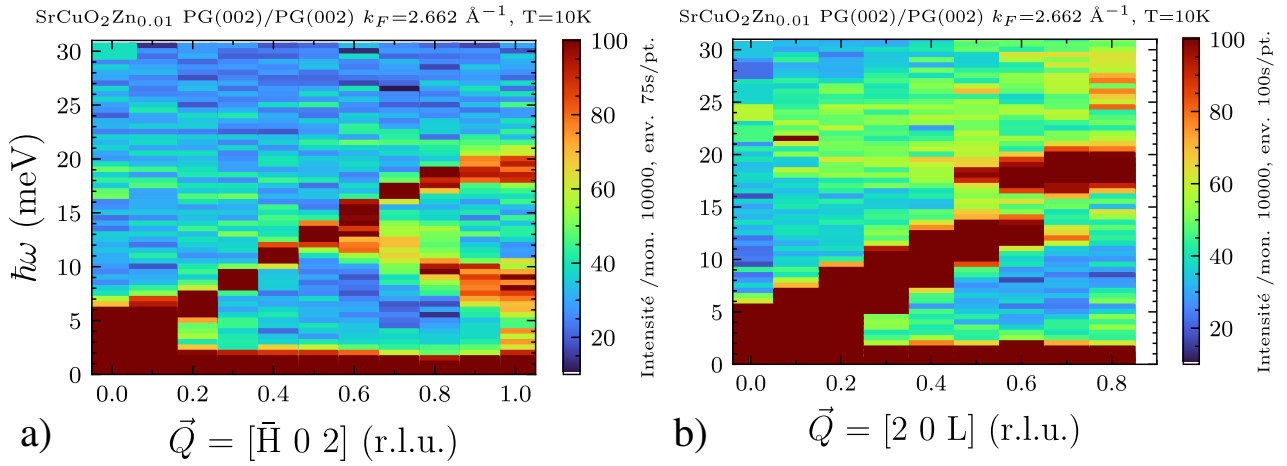 SrCuO₂Zn₀.₀₁ PG(002)/PG(002) k_F=2.662 Å⁻¹, T=10K
30
25
20
15
10
5
0
ħω (meV)
0.0 0.2 0.4 0.6 0.8 1.0
a) Q⃗ = [H̄ 0 2] (r.l.u.)
100
80
60
40
20
Intensité /mon. 10000, env. 75s/pt.
SrCuO₂Zn₀.₀₁ PG(002)/PG(002) k_F=2.662 Å⁻¹, T=10K
30
25
20
15
10
5
0
0.0 0.2 0.4 0.6 0.8
b) Q⃗ = [2 0 L] (r.l.u.)
100
80
60
40
20
Intensité /mon. 10000, env. 100s/pt.